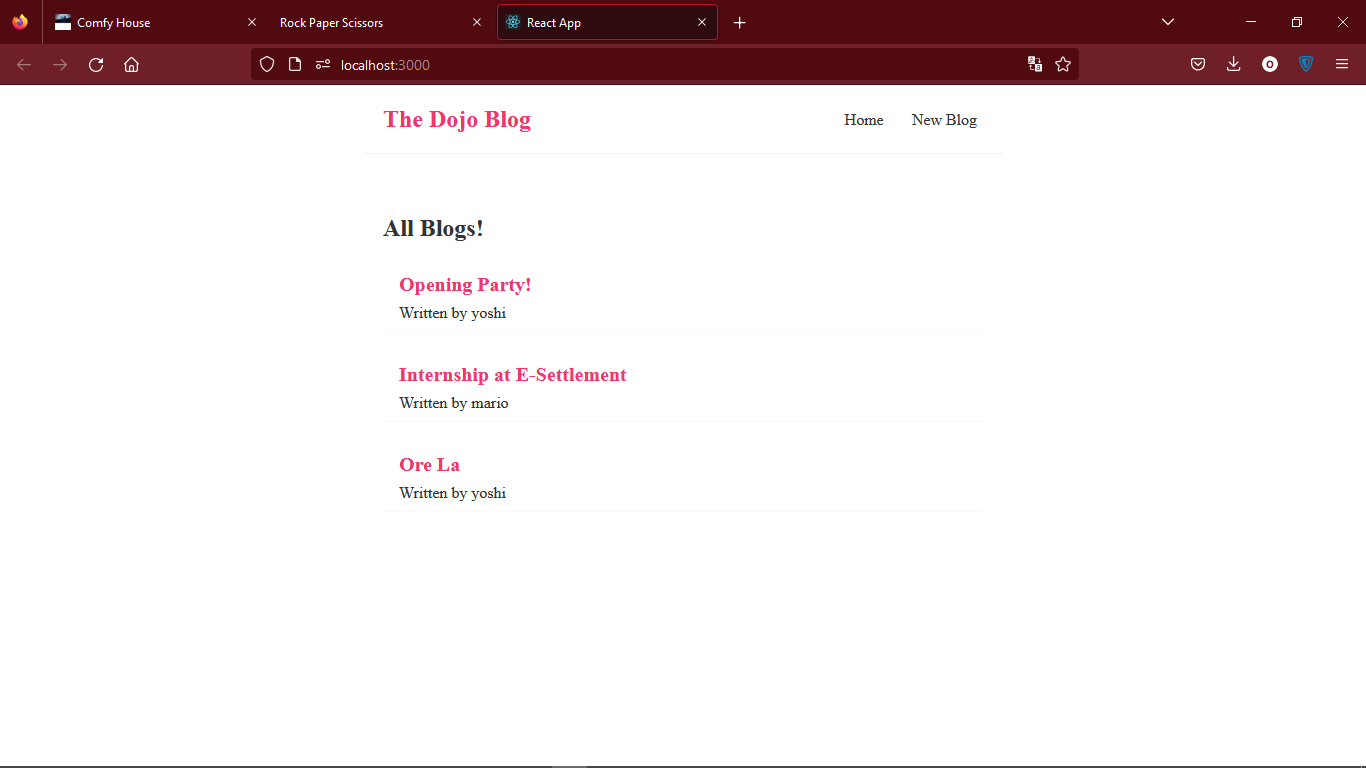 Comfy House
Rock Paper Scissors
React App
localhost:3000
The Dojo Blog
Home
New Blog
All Blogs!
Opening Party!
Written by yoshi
Internship at E-Settlement
Written by mario
Ore La
Written by yoshi